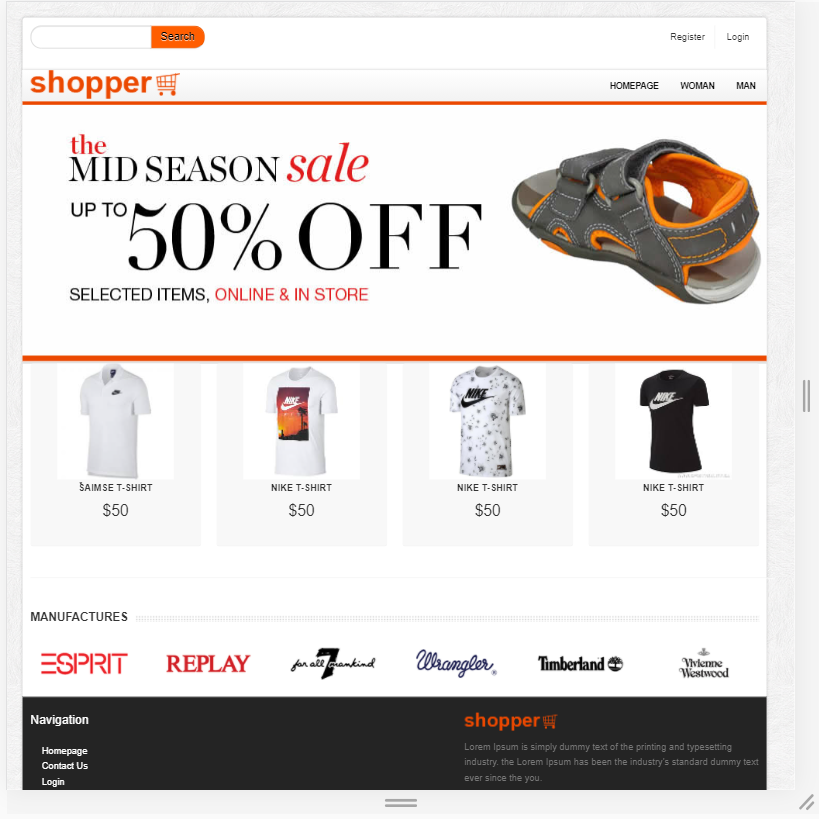 Search
Register
Login
shopper
HOMEPAGE
WOMAN
MAN
the
MID SEASON sale
UP TO 50% OFF
SELECTED ITEMS, ONLINE & IN STORE
NIKE
NIKE
NIKE
SAIMSE T-SHIRT
NIKE T-SHIRT
NIKE T-SHIRT
NIKE T-SHIRT
$50
$50
$50
$50
MANUFACTURES
ESPRIT
REPLAY
for all 7 mankind
Wrangler
Timberland
Vivienne
Westwood
Navigation
Homepage
Contact Us
Login
shopper
Lorem Ipsum is simply dummy text of the printing and typesetting
industry. the Lorem Ipsum has been the industry's standard dummy text
ever since the you.